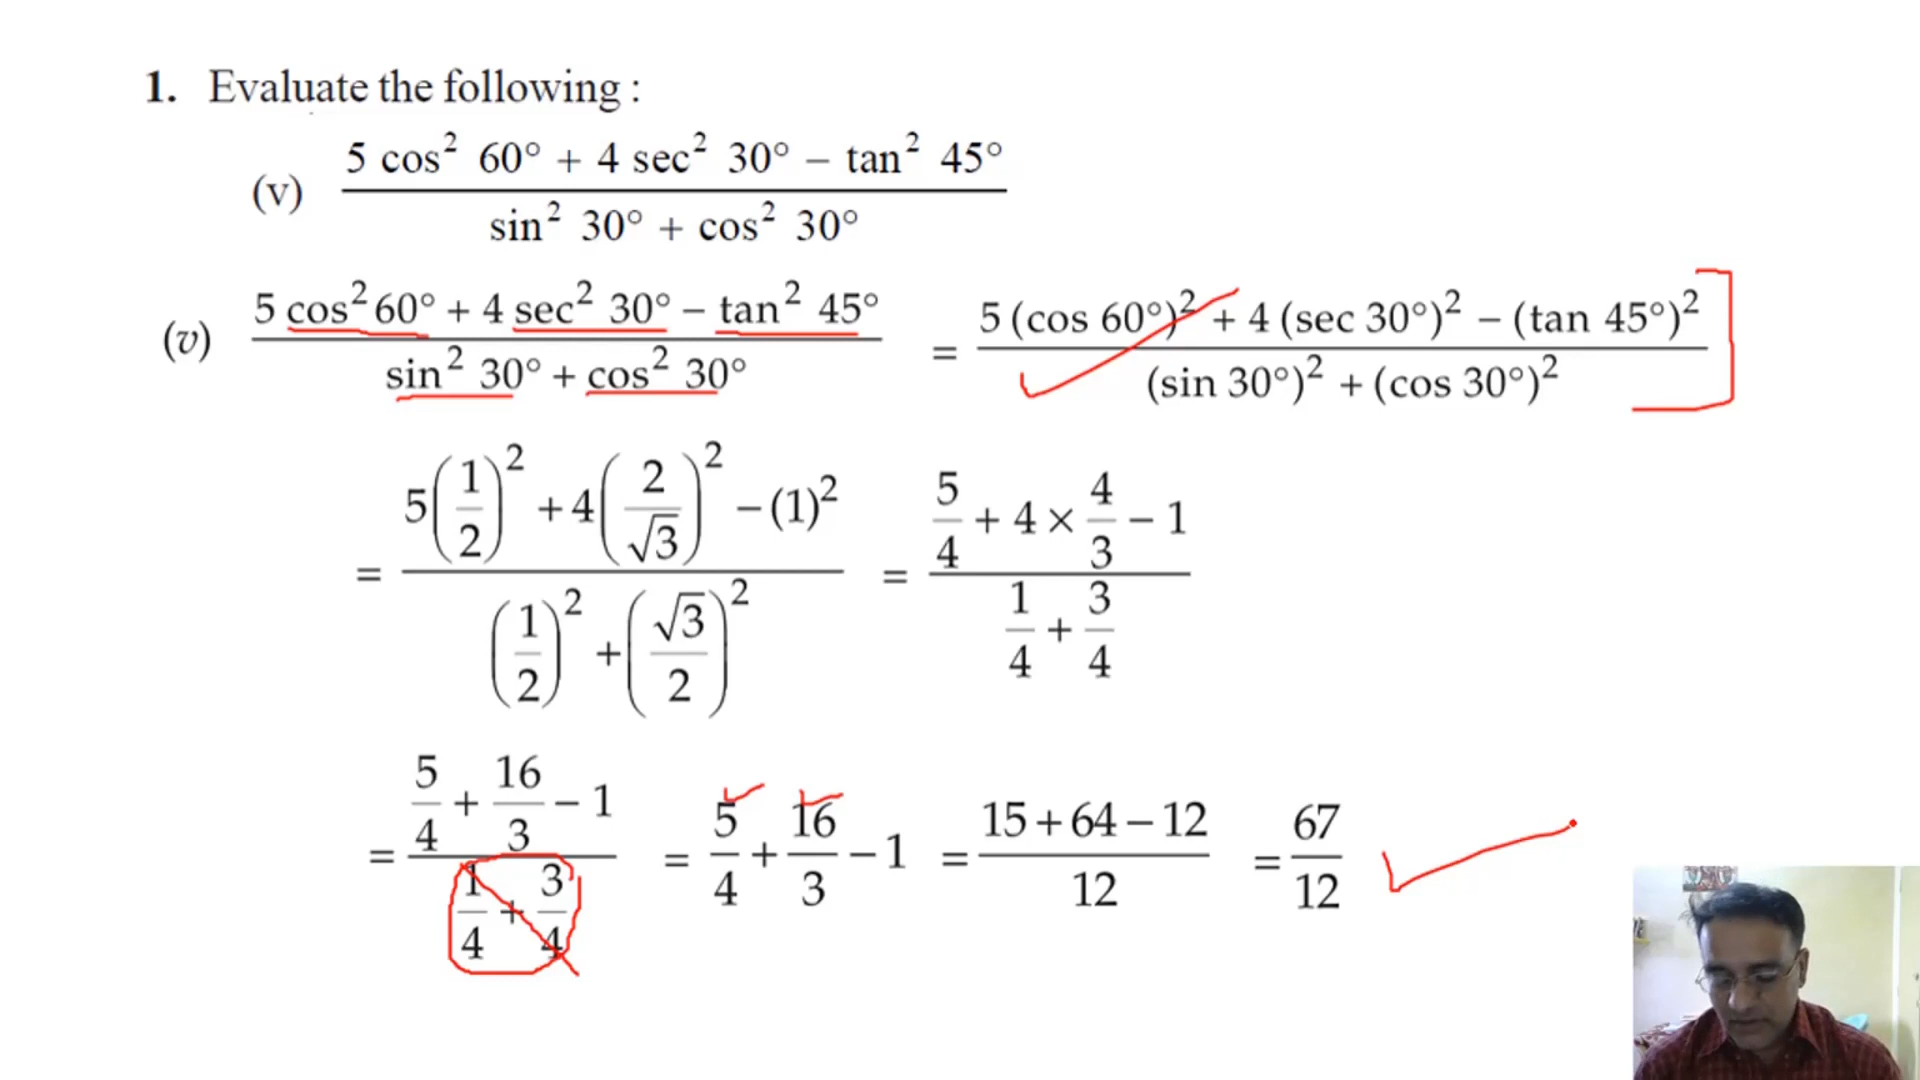 1. Evaluate the following :
(v) (5 cos² 60° + 4 sec² 30° − tan² 45°) / (sin² 30° + cos² 30°)
(v) (5 cos² 60° + 4 sec² 30° − tan² 45°) / (sin² 30° + cos² 30°) = (5 (cos 60°)² + 4 (sec 30°)² − (tan 45°)²) / ((sin 30°)² + (cos 30°)²)
= (5(1/2)² + 4(2/√3)² − (1)²) / ((1/2)² + (√3/2)²) = (5/4 + 4 × 4/3 − 1) / (1/4 + 3/4)
= (5/4 + 16/3 − 1) / (1/4 + 3/4) = 5/4 + 16/3 − 1 = (15 + 64 − 12) / 12 = 67/12